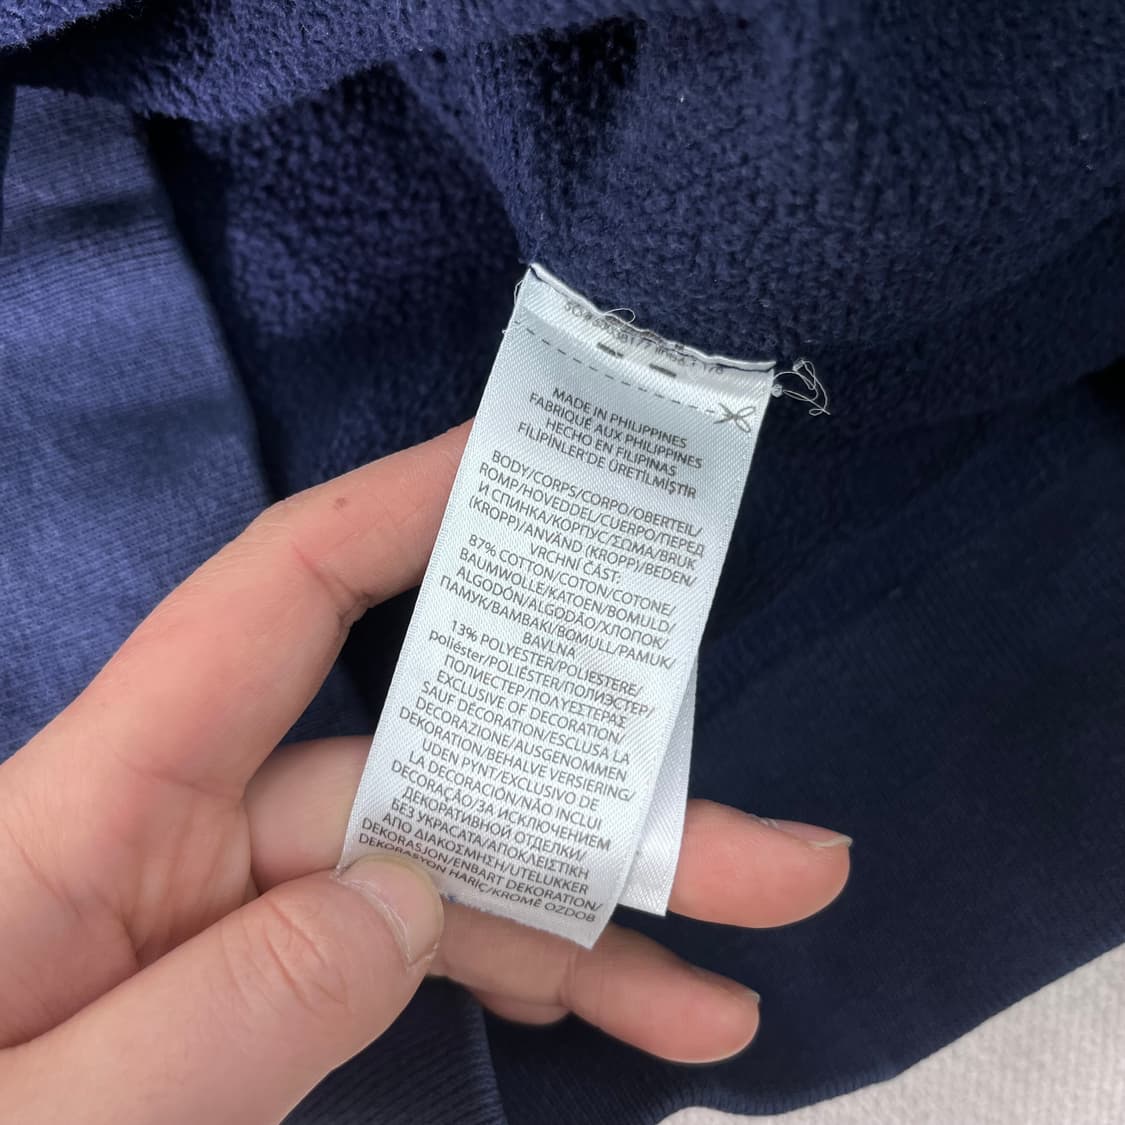 MADE IN PHILIPPINES
FABRIQUE AUX PHILIPPINES
HECHO EN FILIPINAS
FİLİPİNLER'DE ÜRETİLMİŞTİR
BODY/CORPS/CORPO/OBERTEIL/
ROMP/HOVEDDEL/CUERPO/ПЕРЕД
И СПИНКА/КОРПУС/ΣΩΜΑ/BRUK
(KROPP)/ANVÄND (KROPP)/BEDEN/
VRCHNÍ ČÁST:
87% COTTON/COTON/COTONE/
BAUMWOLLE/KATOEN/BOMULD/
ALGODÓN/ALGODÃO/ХЛОПОК/
ПАМУК/BAMBAKI/BOMULL/PAMUK/
BAVLNA
13% POLYESTER/POLIESTERE/
poliéster/POLIÉSTER/ПОЛИЭСТЕР/
ПОЛИЕСТЕР/ΠΟΛΥΕΣΤΕΡΑΣ
EXCLUSIVE OF DECORATION/
SAUF DÉCORATION/ESCLUSA LA
DECORAZIONE/AUSGENOMMEN
DEKORATION/BEHALVE VERSIERING/
UDEN PYNT/EXCLUSIVO DE
LA DECORACIÓN/NÃO INCLUI
DECORAÇÃO/ЗА ИСКЛЮЧЕНИЕМ
ДЕКОРАТИВНОЙ ОТДЕЛКИ/
БЕЗ УКРАСАТА/ΑΠΟΚΛΕΙΣΤΙΚΗ
ΑΠΟ ΔΙΑΚΟΣΜΗΣΗ/UTELUKKER
DEKORASJON/ENBART DEKORATION/
DEKORASYON HARİÇ/KROMĚ OZDOB